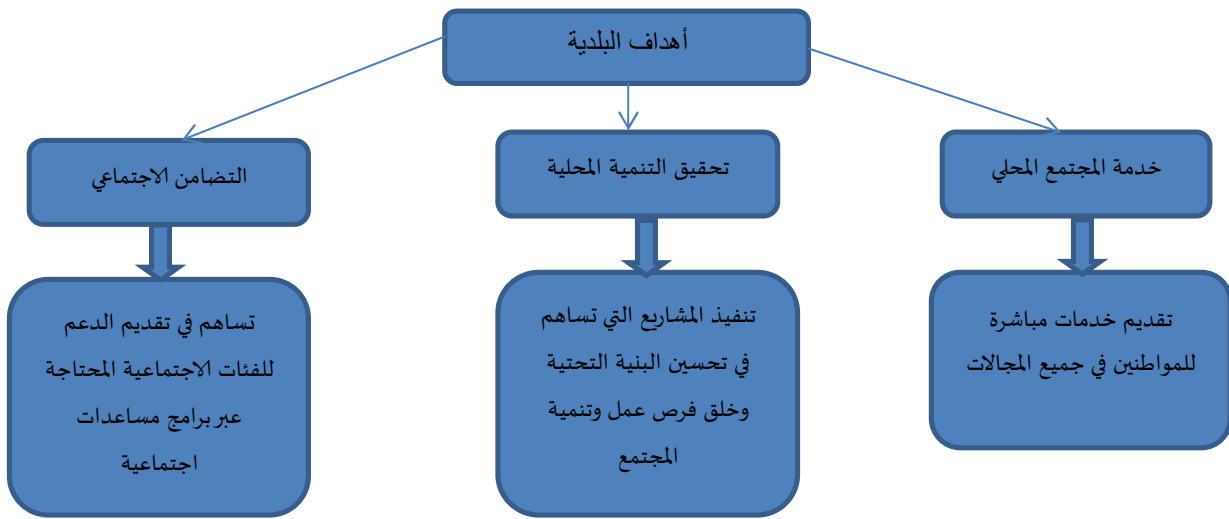 أهداف البلدية
خدمة المجتمع المحلي
تحقيق التنمية المحلية
التضامن الاجتماعي
تقديم خدمات مباشرة
للمواطنين في جميع المجالات
تنفيذ المشاريع التي تساهم
في تحسين البنية التحتية
وخلق فرص عمل وتنمية
المجتمع
تساهم في تقديم الدعم
للفئات الاجتماعية المحتاجة
عبر برامج مساعدات
اجتماعية